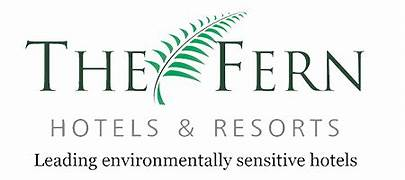 THE FERN
HOTELS & RESORTS
Leading environmentally sensitive hotels